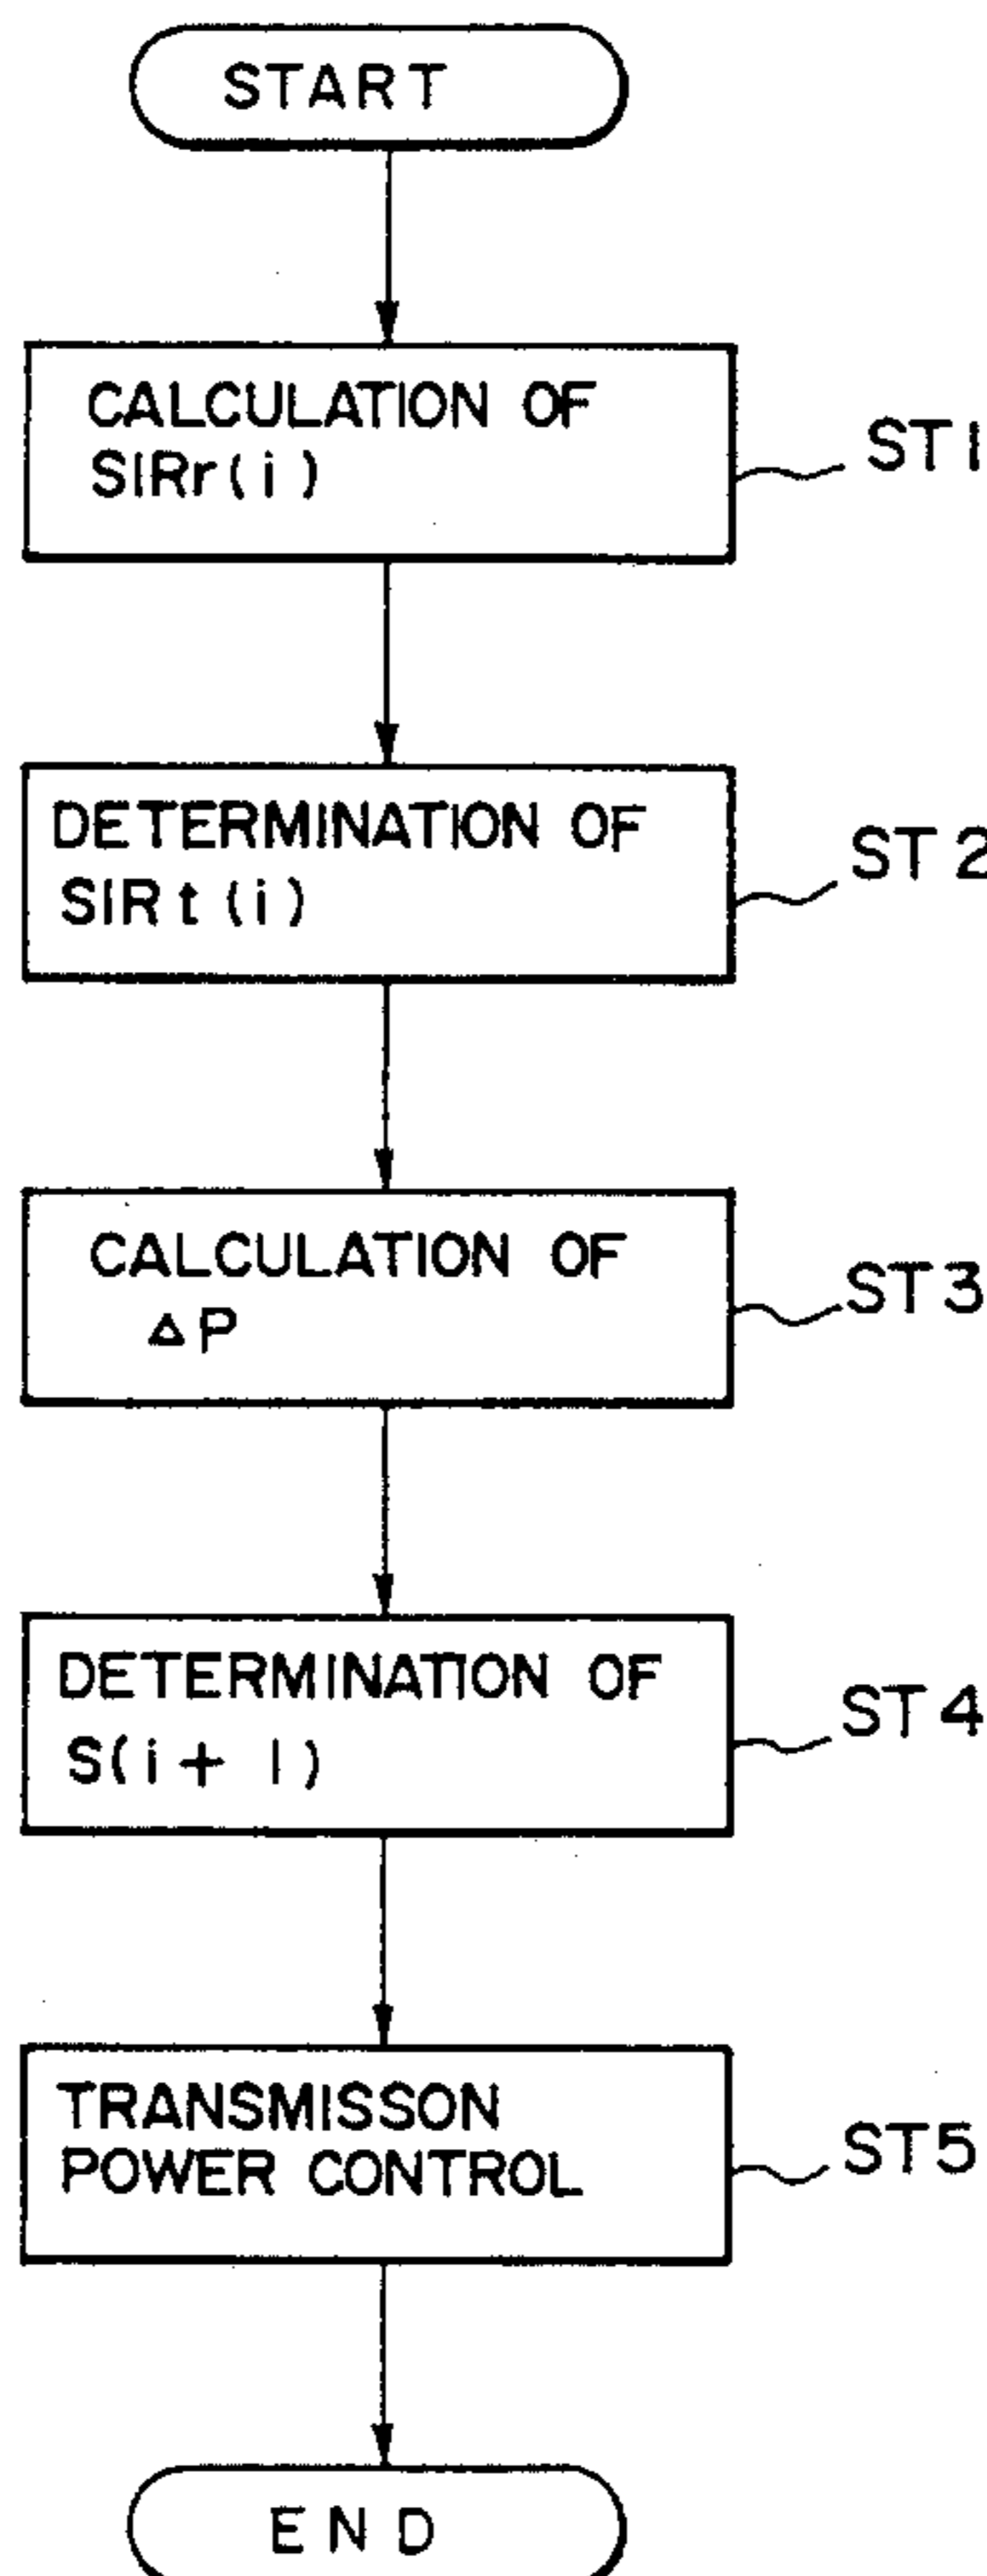 START
CALCULATION OF
SIRr(i)
ST1
DETERMINATION OF
SIRt(i)
ST2
CALCULATION OF
ΔP
ST3
DETERMINATION OF
S(i+1)
ST4
TRANSMISSON
POWER CONTROL
ST5
END